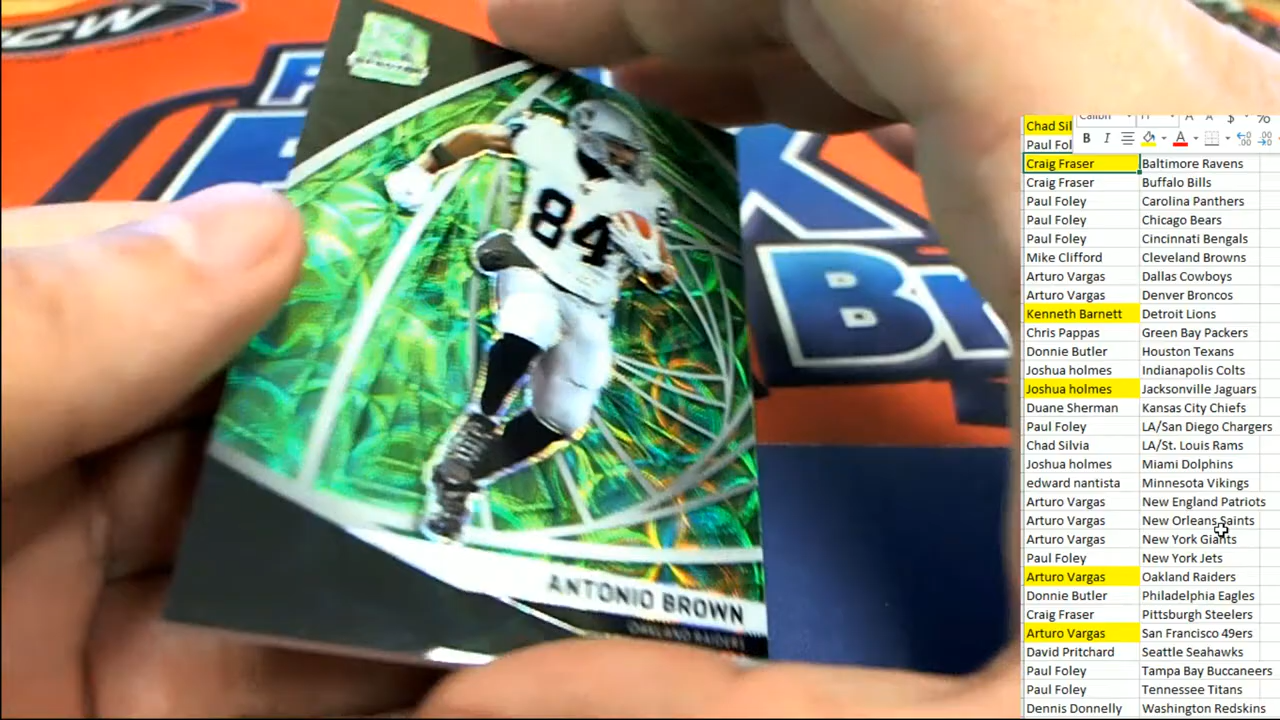 84
ANTONIO BROWN
OAKLAND RAIDERS
Chad Sil
Paul Fol
Calibri
B I A
$ %
Craig Fraser Baltimore Ravens
Craig Fraser Buffalo Bills
Paul Foley Carolina Panthers
Paul Foley Chicago Bears
Paul Foley Cincinnati Bengals
Mike Clifford Cleveland Browns
Arturo Vargas Dallas Cowboys
Arturo Vargas Denver Broncos
Kenneth Barnett Detroit Lions
Chris Pappas Green Bay Packers
Donnie Butler Houston Texans
Joshua holmes Indianapolis Colts
Joshua holmes Jacksonville Jaguars
Duane Sherman Kansas City Chiefs
Paul Foley LA/San Diego Chargers
Chad Silvia LA/St. Louis Rams
Joshua holmes Miami Dolphins
edward nantista Minnesota Vikings
Arturo Vargas New England Patriots
Arturo Vargas New Orleans Saints
Arturo Vargas New York Giants
Paul Foley New York Jets
Arturo Vargas Oakland Raiders
Donnie Butler Philadelphia Eagles
Craig Fraser Pittsburgh Steelers
Arturo Vargas San Francisco 49ers
David Pritchard Seattle Seahawks
Paul Foley Tampa Bay Buccaneers
Paul Foley Tennessee Titans
Dennis Donnelly Washington Redskins